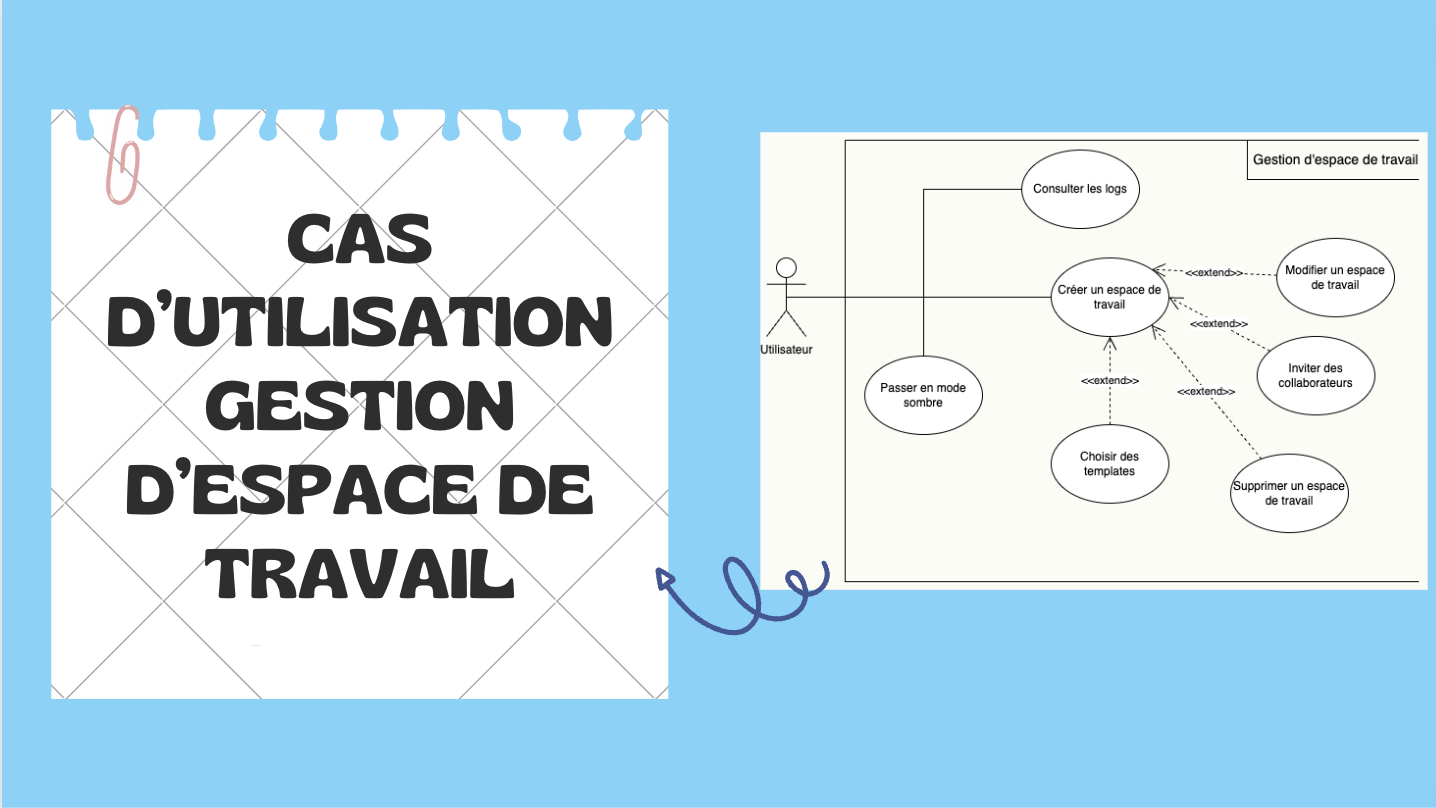 CAS
D'UTILISATION
GESTION
D'ESPACE DE
TRAVAIL
Gestion d'espace de travail
Consulter les logs
Utilisateur
Créer un espace de
travail
<<extend>>
Modifier un espace
de travail
<<extend>>
Inviter des
collaborateurs
Passer en mode
sombre
<<extend>>
<<extend>>
Choisir des
templates
Supprimer un espace
de travail